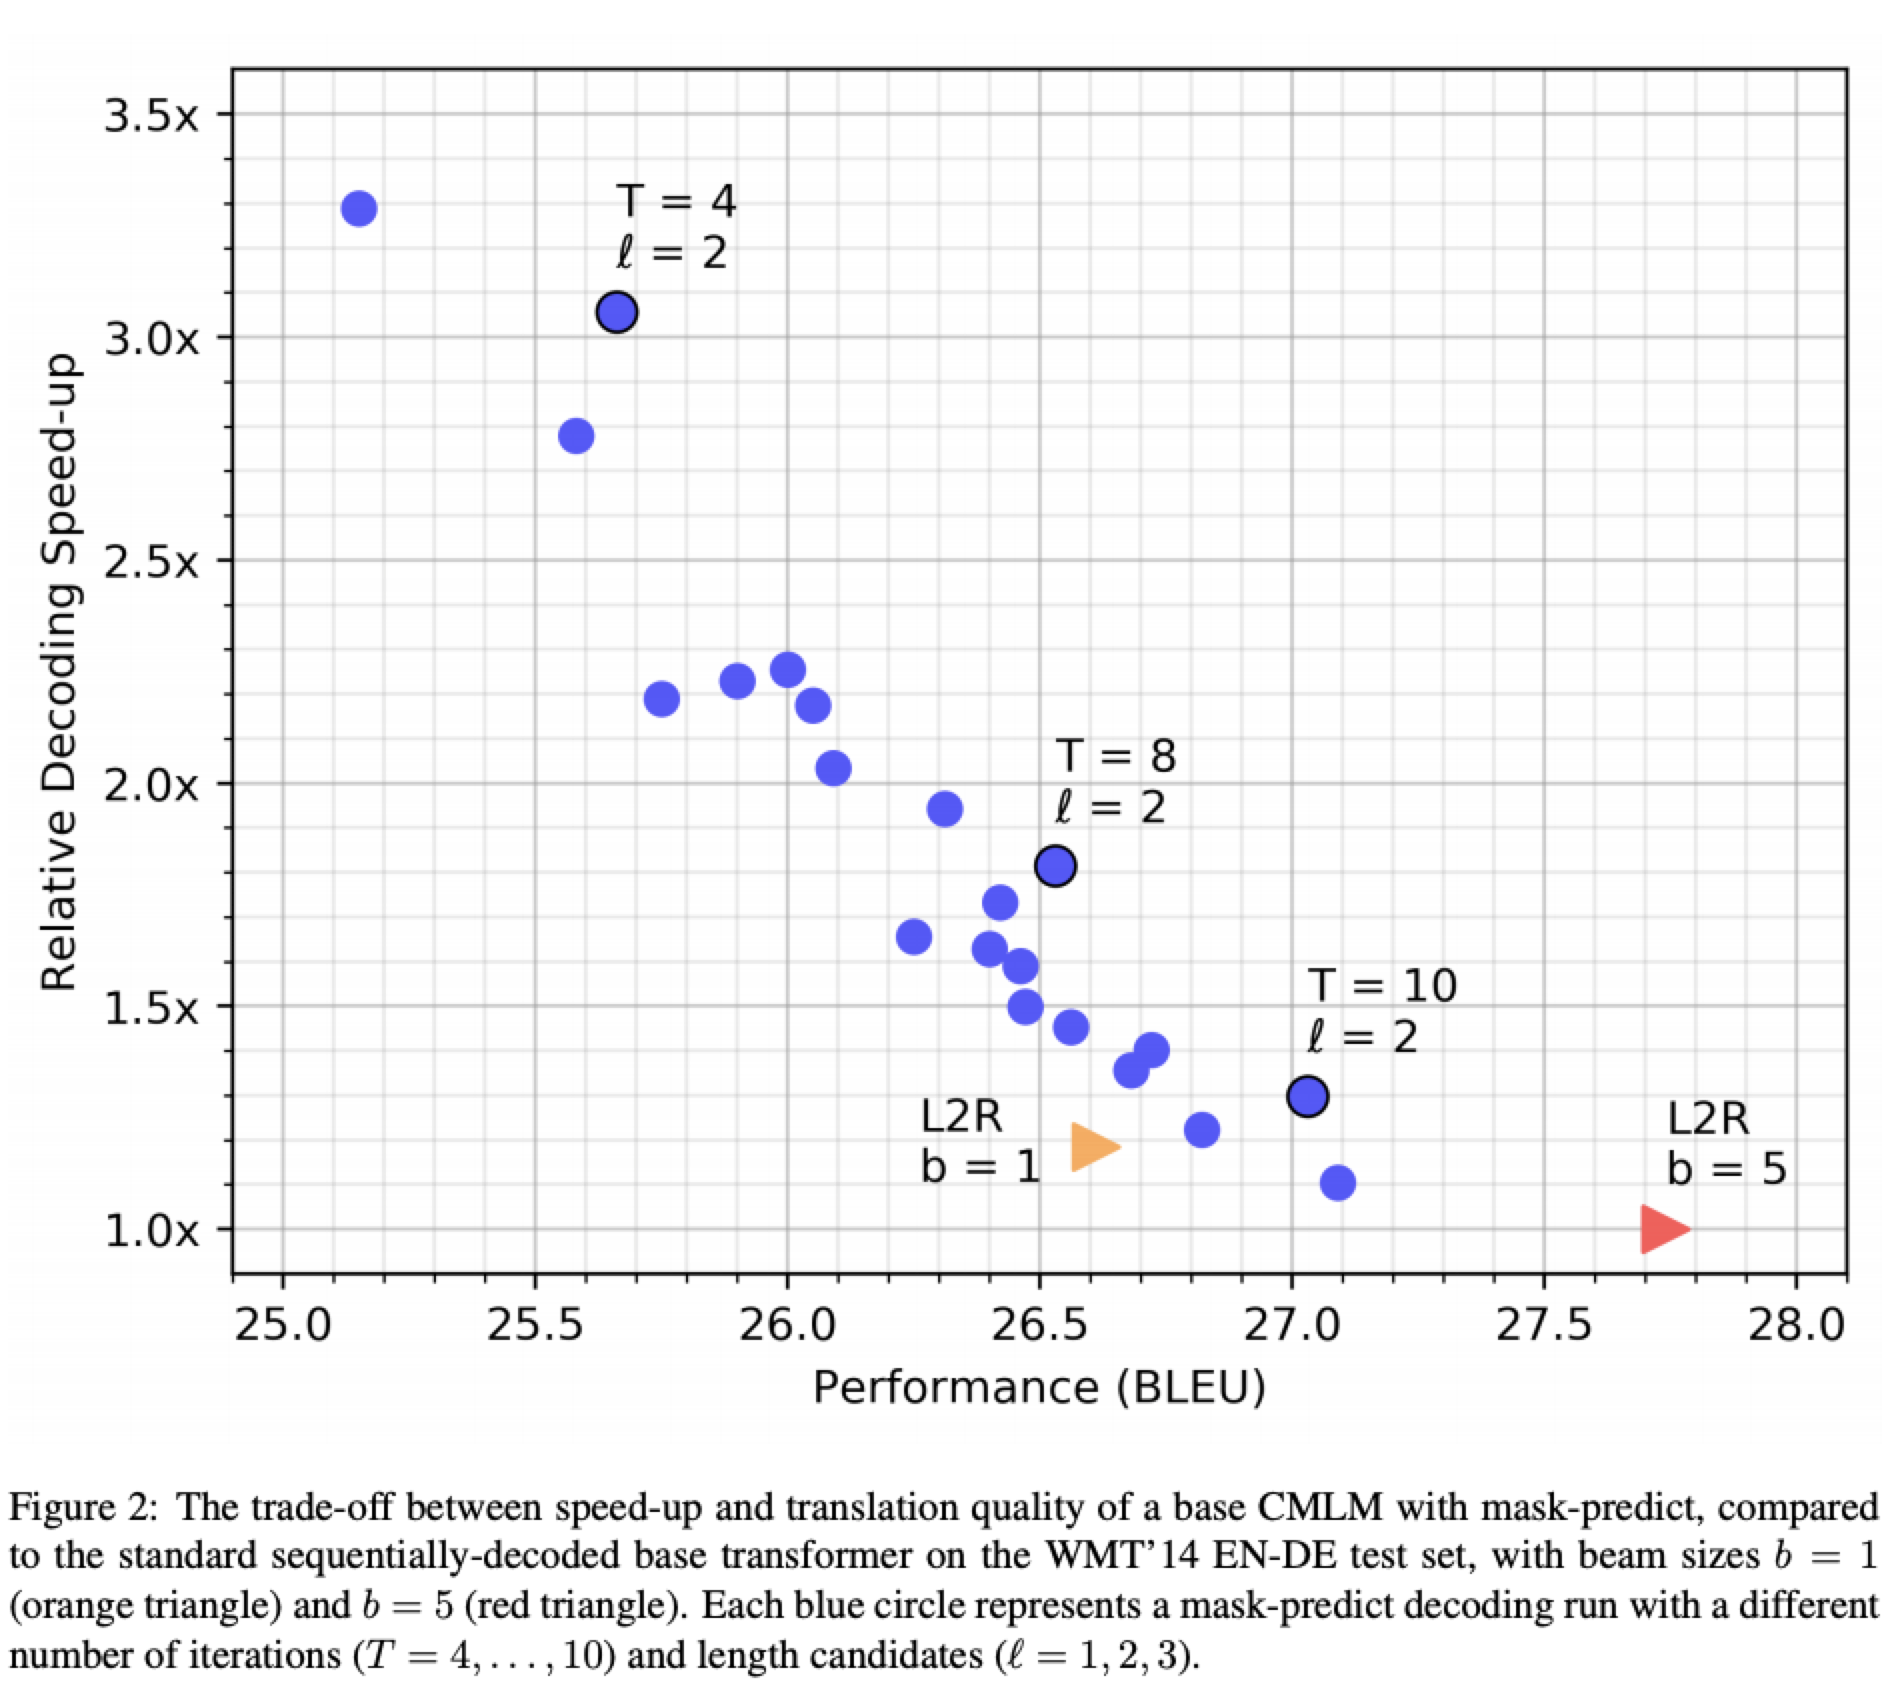 3.5x
T = 4
ℓ = 2
3.0x
2.5x
Relative Decoding Speed-up
T = 8
ℓ = 2
2.0x
1.5x
T = 10
ℓ = 2
L2R
b = 1
L2R
b = 5
1.0x
25.0 25.5 26.0 26.5 27.0 27.5 28.0
Performance (BLEU)
Figure 2: The trade-off between speed-up and translation quality of a base CMLM with mask-predict, compared
to the standard sequentially-decoded base transformer on the WMT’14 EN-DE test set, with beam sizes b = 1
(orange triangle) and b = 5 (red triangle). Each blue circle represents a mask-predict decoding run with a different
number of iterations (T = 4, . . . , 10) and length candidates (ℓ = 1, 2, 3).